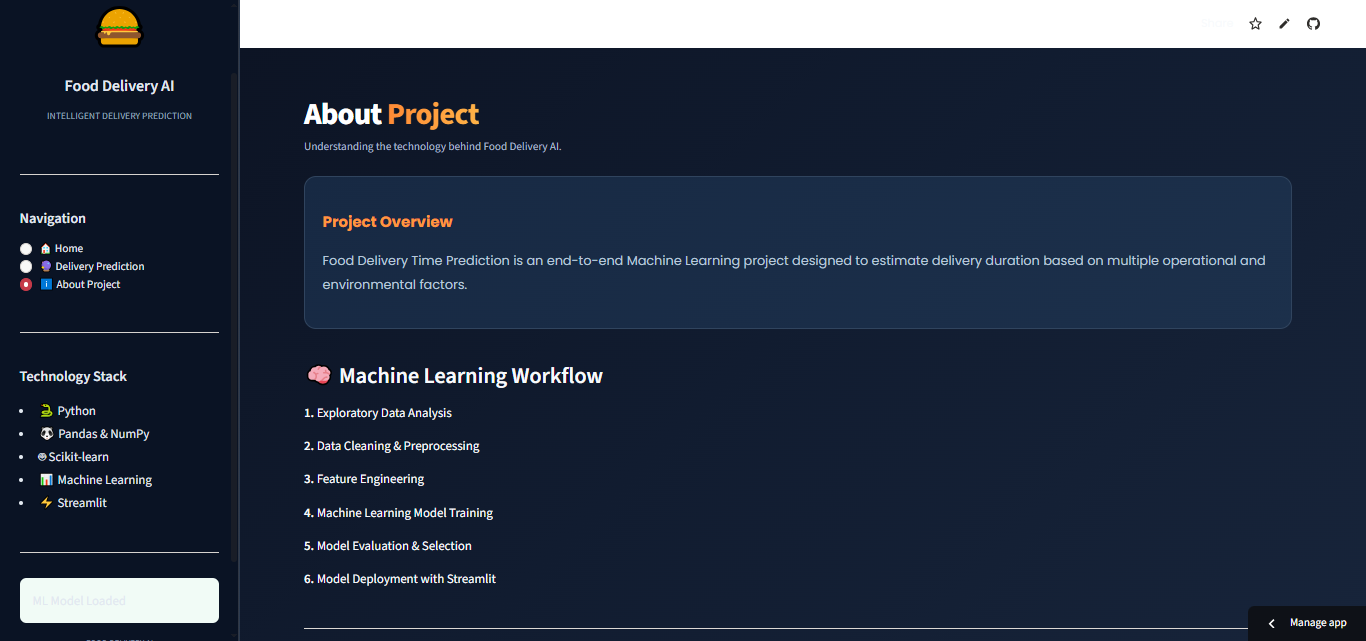 Food Delivery AI
INTELLIGENT DELIVERY PREDICTION
Navigation
Home
Delivery Prediction
About Project
Technology Stack
Python
Pandas & NumPy
Scikit-learn
Machine Learning
Streamlit
ML Model Loaded
About Project
Understanding the technology behind Food Delivery AI.
Project Overview
Food Delivery Time Prediction is an end-to-end Machine Learning project designed to estimate delivery duration based on multiple operational and
environmental factors.
Machine Learning Workflow
1. Exploratory Data Analysis
2. Data Cleaning & Preprocessing
3. Feature Engineering
4. Machine Learning Model Training
5. Model Evaluation & Selection
6. Model Deployment with Streamlit
Manage app